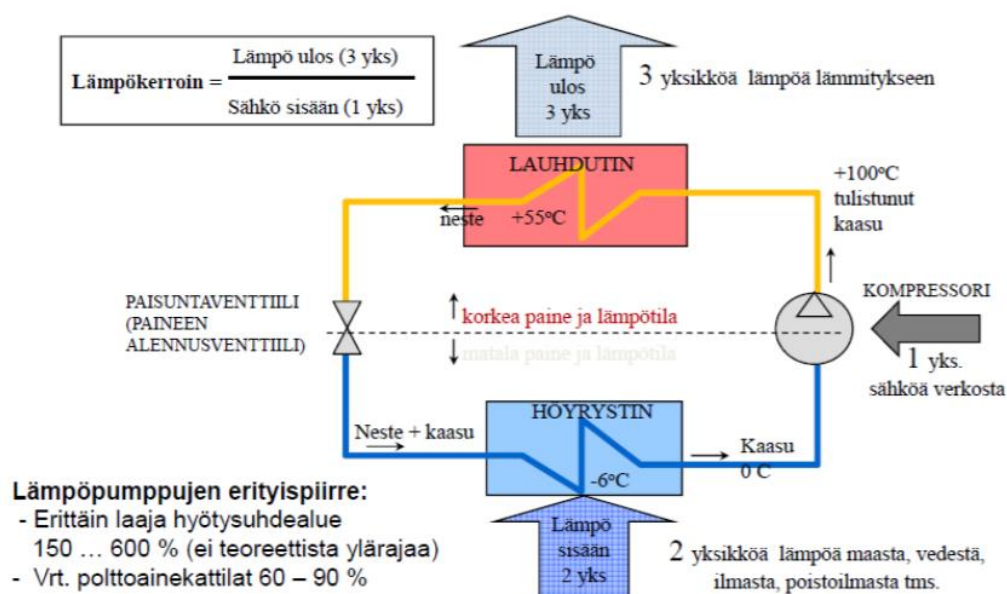 Lämpökerroin =
Lämpö ulos (3 yks)
Sähkö sisään (1 yks)
Lämpö
ulos
3 yks
3 yksikköä lämpöä lämmitykseen
LAUHDUTIN
+55°C
neste
+100°C
tulistunut
kaasu
PAISUNTAVENTTIILI
(PAINEEN
ALENNUSVENTTIILI)
korkea paine ja lämpötila
matala paine ja lämpötila
KOMPRESSORI
1 yks.
sähköä verkosta
HÖYRYSTIN
Neste + kaasu
-6°C
Kaasu
0 C
Lämpöpumppujen erityispiirre:
- Erittäin laaja hyötysuhdealue
150 ... 600 % (ei teoreettista ylärajaa)
- Vrt. polttoainekattilat 60 – 90 %
Lämpö
sisään
2 yks
2 yksikköä lämpöä maasta, vedestä,
ilmasta, poistoilmasta tms.